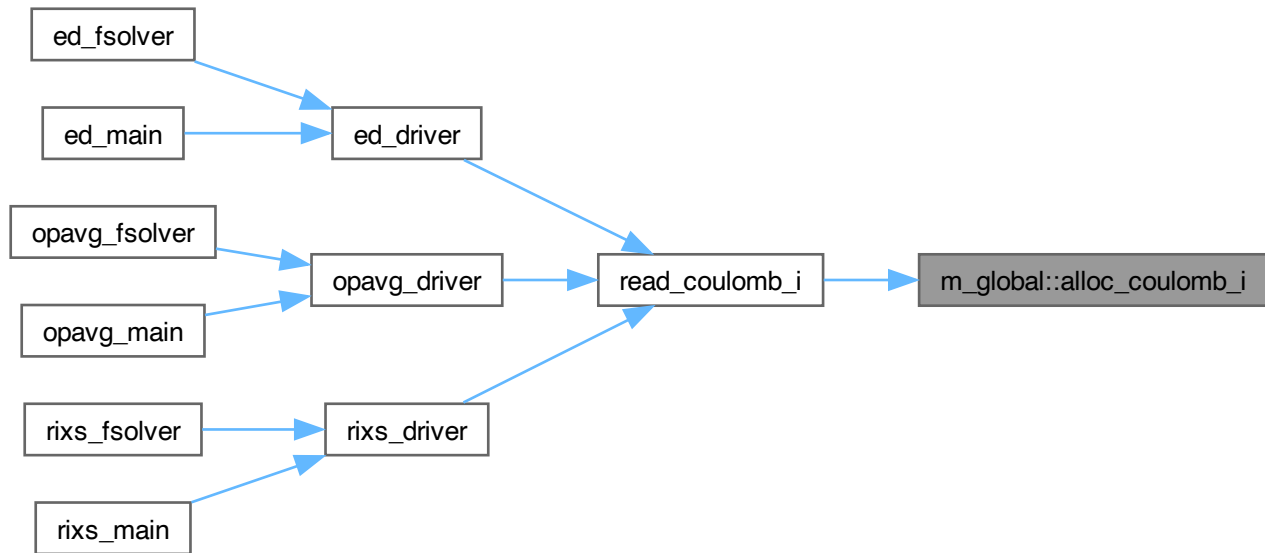 ed_fsolver
ed_main
ed_driver
opavg_fsolver
opavg_driver
read_coulomb_i
m_global::alloc_coulomb_i
opavg_main
rixs_fsolver
rixs_driver
rixs_main